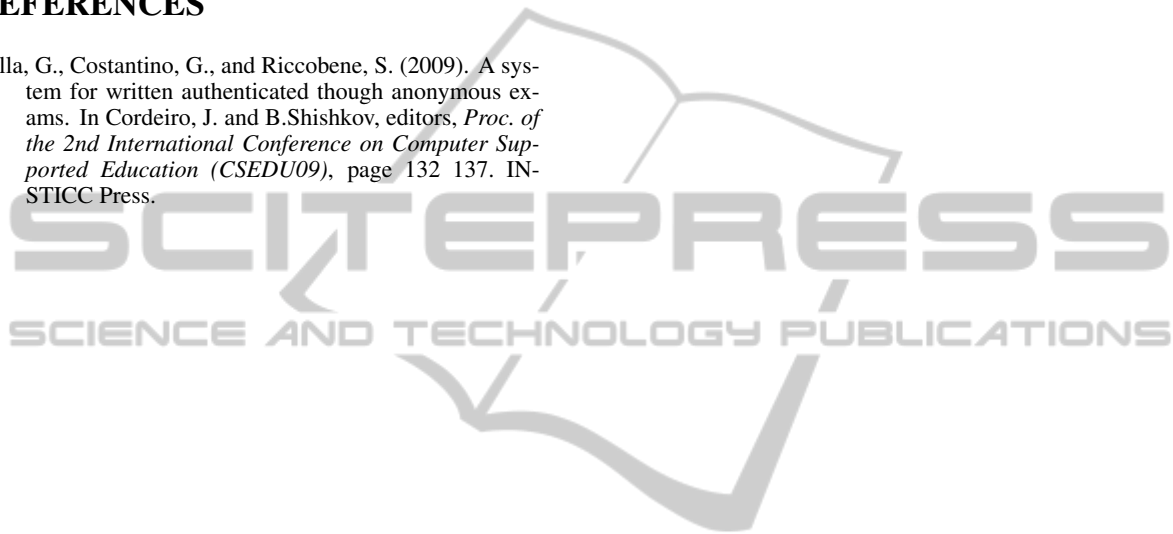 EFERENCES
lla, G., Costantino, G., and Riccobene, S. (2009). A sys-
tem for written authenticated though anonymous ex-
ams. In Cordeiro, J. and B.Shishkov, editors, Proc. of
the 2nd International Conference on Computer Sup-
ported Education (CSEDU09), page 132 137. IN-
STICC Press.
SCITEPRESS
SCIENCE AND TECHNOLOGY PUBLICATIONS